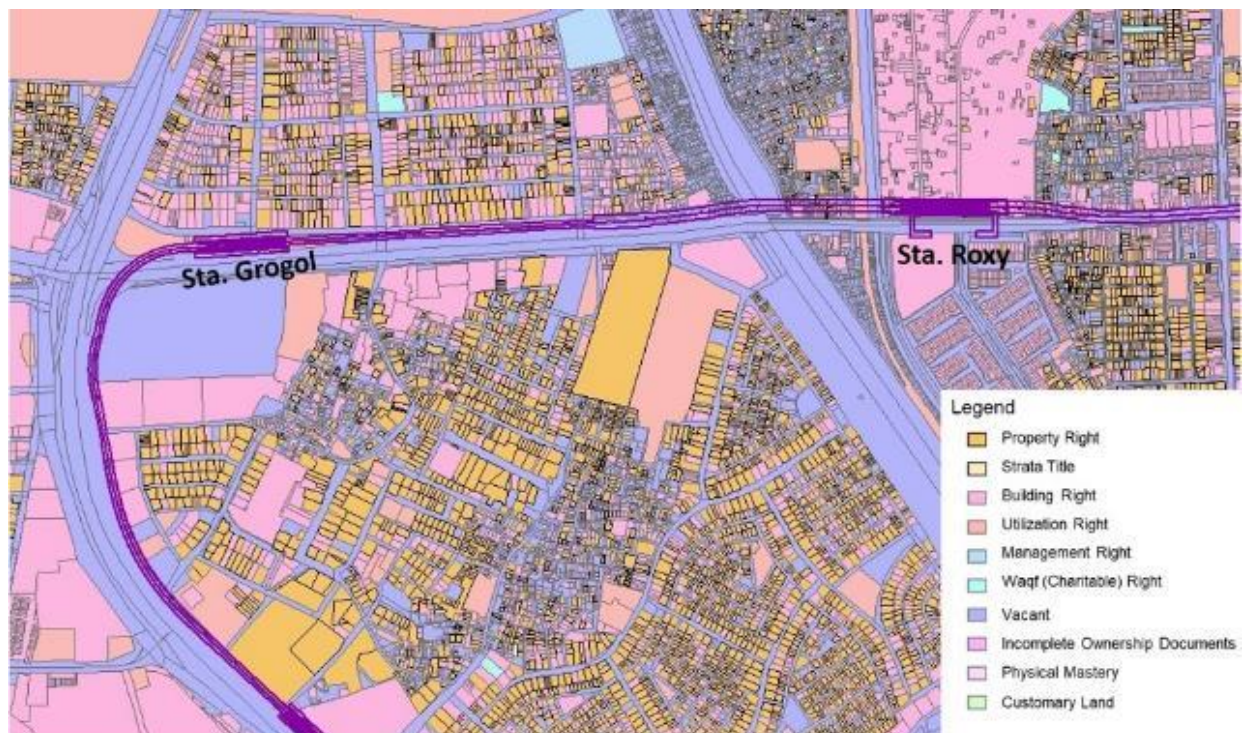 Sta. Grogol
Sta. Roxy
Legend
Property Right
Strata Title
Building Right
Utilization Right
Management Right
Waqf (Charitable) Right
Vacant
Incomplete Ownership Documents
Physical Mastery
Customary Land